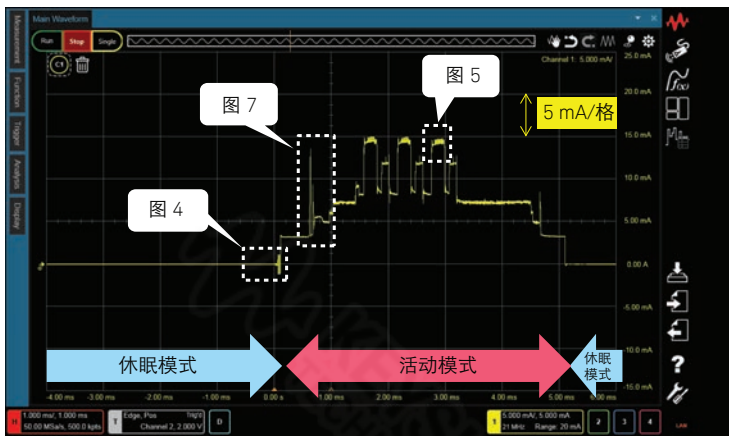 Main Waveform
Measurement
Function
Trigger
Analysis
Display
Run
Stop
Single
C1
Channel 1: 5.000 mA/
25.0 mA
20.0 mA
15.0 mA
10.0 mA
5.00 mA
0.00 A
-5.00 mA
-10.0 mA
-15.0 mA
图 5
5 mA/格
图 7
图 4
休眠模式
活动模式
休眠
模式
-4.00 ms
-3.00 ms
-2.00 ms
-1.00 ms
0.00 s
1.00 ms
2.00 ms
3.00 ms
4.00 ms
5.00 ms
6.00 ms
f(x)
?
H
1.000 ms/, 1.000 ms
50.00 MSa/s, 500.0 kpts
T
Edge, Pos
Channel 2, 2.000 V
D
1
5.000 mA/, 5.000 mA
21 MHz Range: 20 mA
2
3
4
LAN